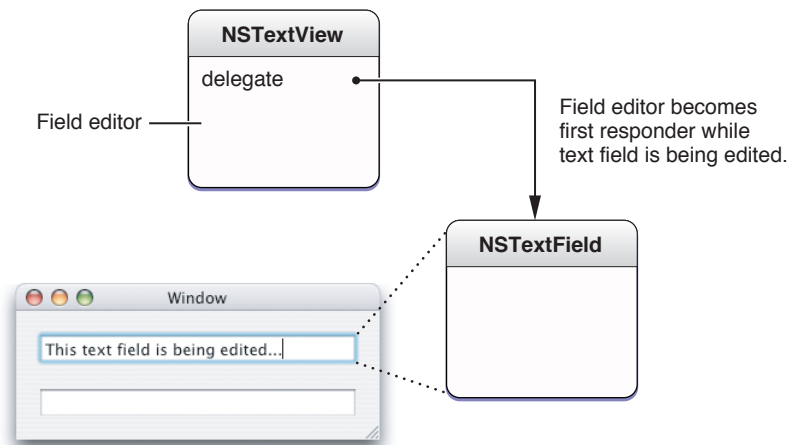 NSTextView
delegate
Field editor
Field editor becomes
first responder while
text field is being edited.
NSTextField
Window
This text field is being edited...